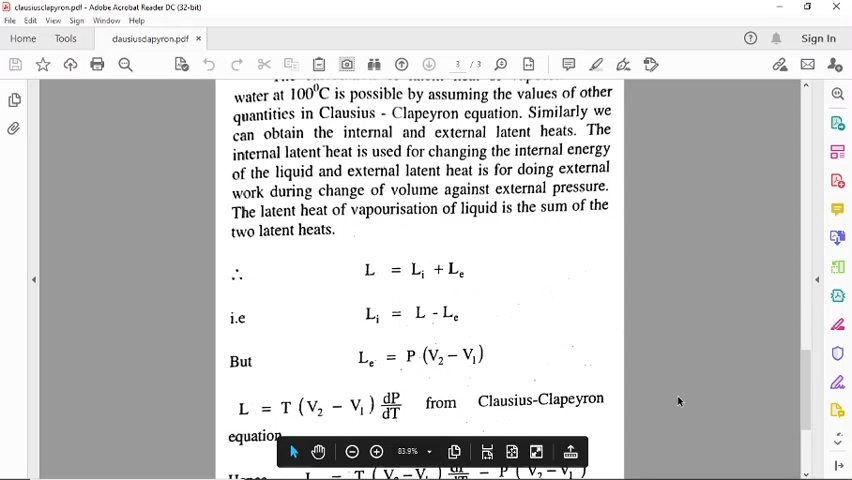 clausiusclapyron.pdf - Adobe Acrobat Reader DC (32-bit)
File Edit View Sign Window Help
Home Tools clausiusclapyron.pdf × Sign In
3 / 3
water at 100⁰C is possible by assuming the values of other
quantities in Clausius - Clapeyron equation. Similarly we
can obtain the internal and external latent heats. The
internal latent heat is used for changing the internal energy
of the liquid and external latent heat is for doing external
work during change of volume against external pressure.
The latent heat of vapourisation of liquid is the sum of the
two latent heats.
∴ L = Lᵢ + Lₑ
i.e Lᵢ = L - Lₑ
But Lₑ = P (V₂ – V₁)
L = T (V₂ – V₁) dP/dT from Clausius-Clapeyron
equation
83.9%